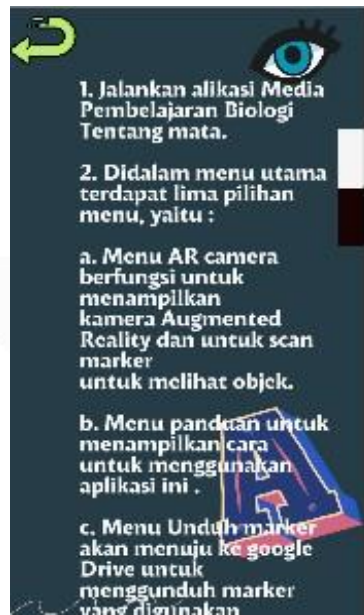 1. Jalankan alikasi Media
Pembelajaran Biologi
Tentang mata.
2. Didalam menu utama
terdapat lima pilihan
menu, yaitu :
a. Menu AR camera
berfungsi untuk
menampilkan
kamera Augmented
Reality dan untuk scan
marker
untuk melihat objek.
b. Menu panduan untuk
menampilkan cara
untuk menggunakan
aplikasi ini .
c. Menu Unduh marker
akan menuju ke google
Drive untuk
menggunduh marker
yang digunakan
A